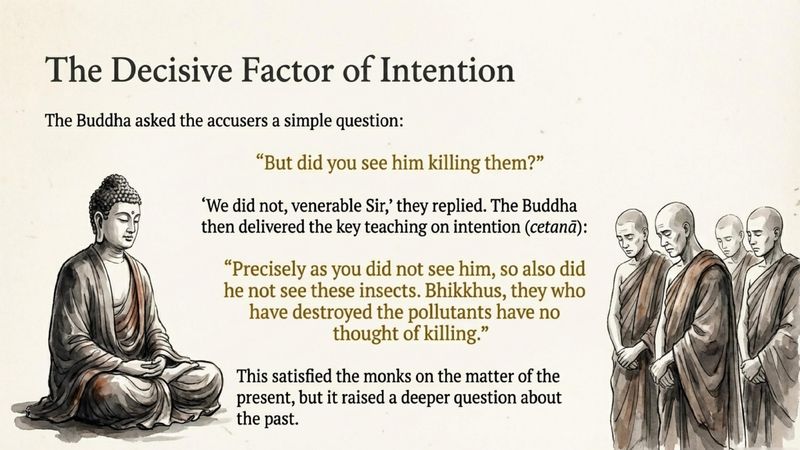 The Decisive Factor of Intention
The Buddha asked the accusers a simple question:
“But did you see him killing them?”
‘We did not, venerable Sir,’ they replied. The Buddha
then delivered the key teaching on intention (cetanā):
“Precisely as you did not see him, so also did
he not see these insects. Bhikkhus, they who
have destroyed the pollutants have no
thought of killing.”
This satisfied the monks on the matter of the
present, but it raised a deeper question about
the past.